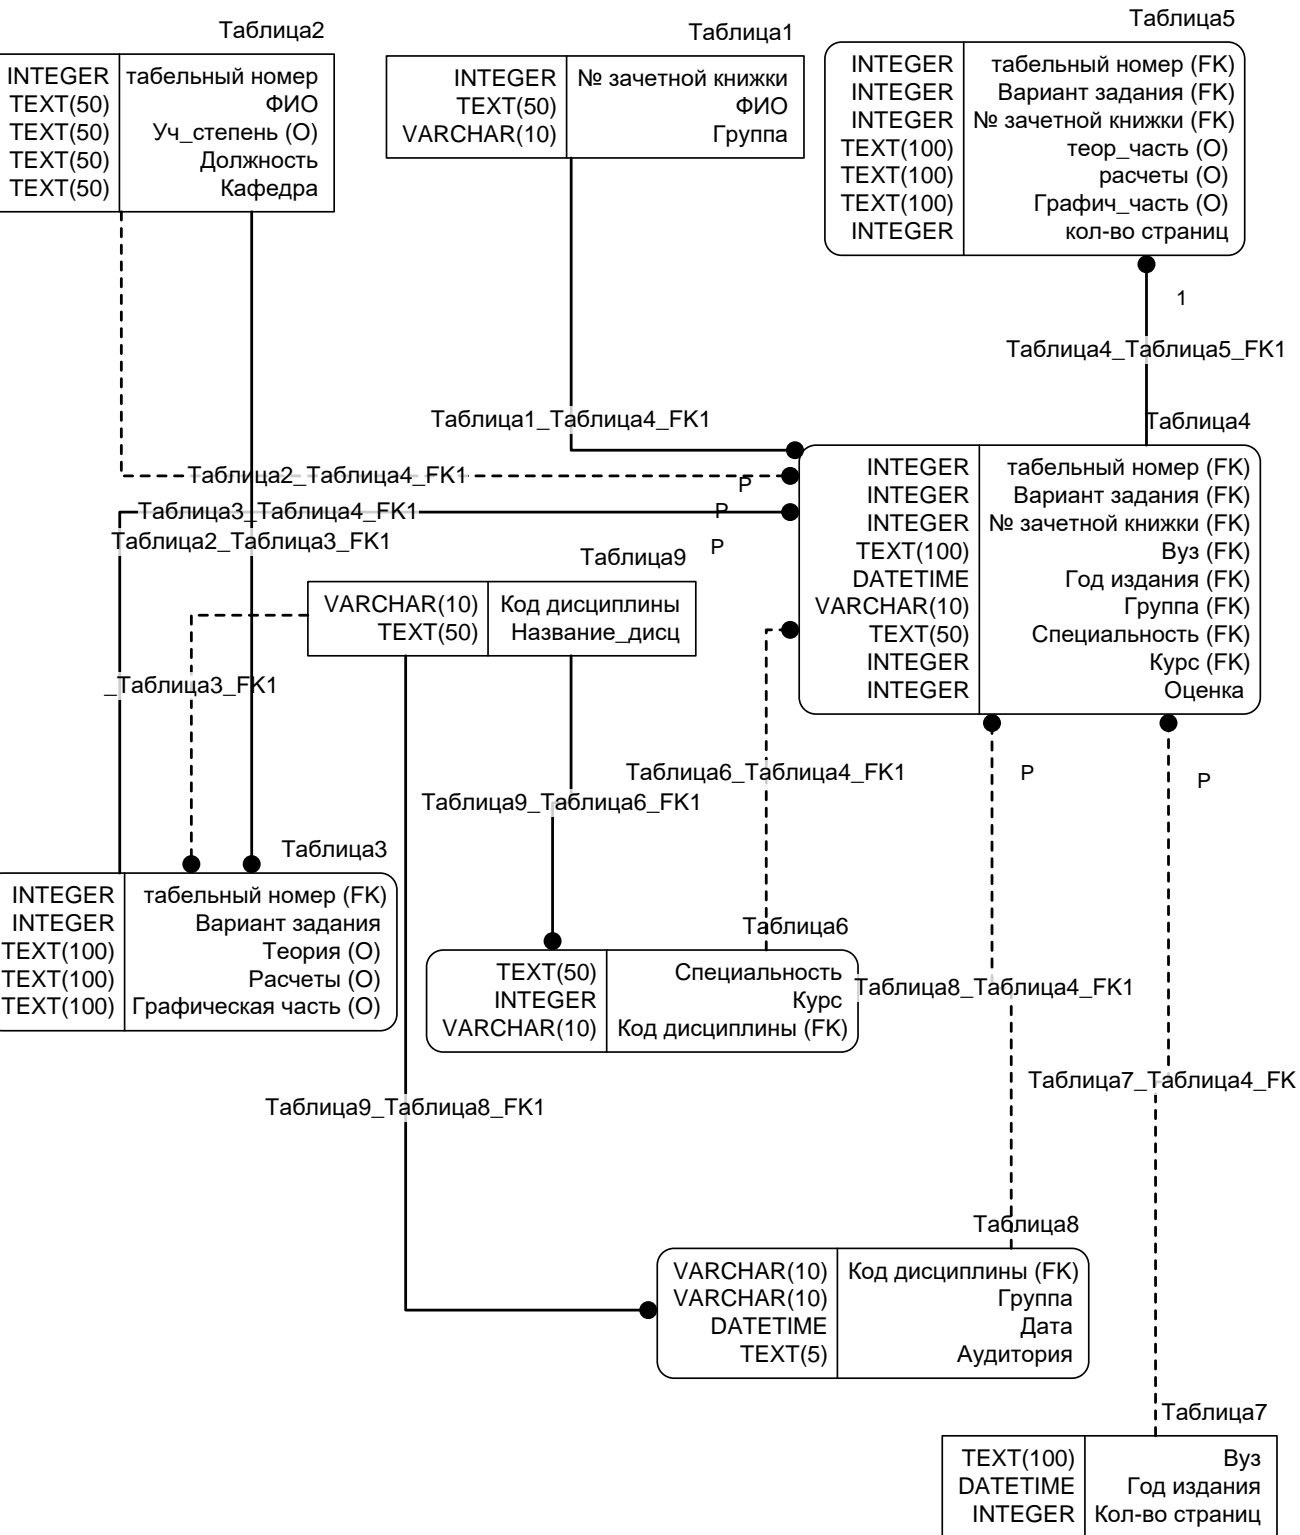 Таблица2
INTEGER табельный номер
TEXT(50) ФИО
TEXT(50) Уч_степень (О)
TEXT(50) Должность
TEXT(50) Кафедра
Таблица1
INTEGER № зачетной книжки
TEXT(50) ФИО
VARCHAR(10) Группа
Таблица5
INTEGER табельный номер (FK)
INTEGER Вариант задания (FK)
INTEGER № зачетной книжки (FK)
TEXT(100) теор_часть (О)
TEXT(100) расчеты (О)
TEXT(100) Графич_часть (О)
INTEGER кол-во страниц
1
Таблица4_Таблица5_FK1
Таблица1_Таблица4_FK1
Таблица4
INTEGER табельный номер (FK)
INTEGER Вариант задания (FK)
INTEGER № зачетной книжки (FK)
TEXT(100) Вуз (FK)
DATETIME Год издания (FK)
VARCHAR(10) Группа (FK)
TEXT(50) Специальность (FK)
INTEGER Курс (FK)
INTEGER Оценка
Таблица2_Таблица4_FK1
P
Таблица3_Таблица4_FK1
P
Таблица2_Таблица3_FK1
P
Таблица9
VARCHAR(10) Код дисциплины
TEXT(50) Название_дисц
_Таблица3_FK1
Таблица6_Таблица4_FK1
P
P
Таблица9_Таблица6_FK1
Таблица3
INTEGER табельный номер (FK)
INTEGER Вариант задания
TEXT(100) Теория (О)
TEXT(100) Расчеты (О)
TEXT(100) Графическая часть (О)
Таблица6
TEXT(50) Специальность
INTEGER Курс
VARCHAR(10) Код дисциплины (FK)
Таблица8_Таблица4_FK1
Таблица7_Таблица4_FK
Таблица9_Таблица8_FK1
Таблица8
VARCHAR(10) Код дисциплины (FK)
VARCHAR(10) Группа
DATETIME Дата
TEXT(5) Аудитория
Таблица7
TEXT(100) Вуз
DATETIME Год издания
INTEGER Кол-во страниц